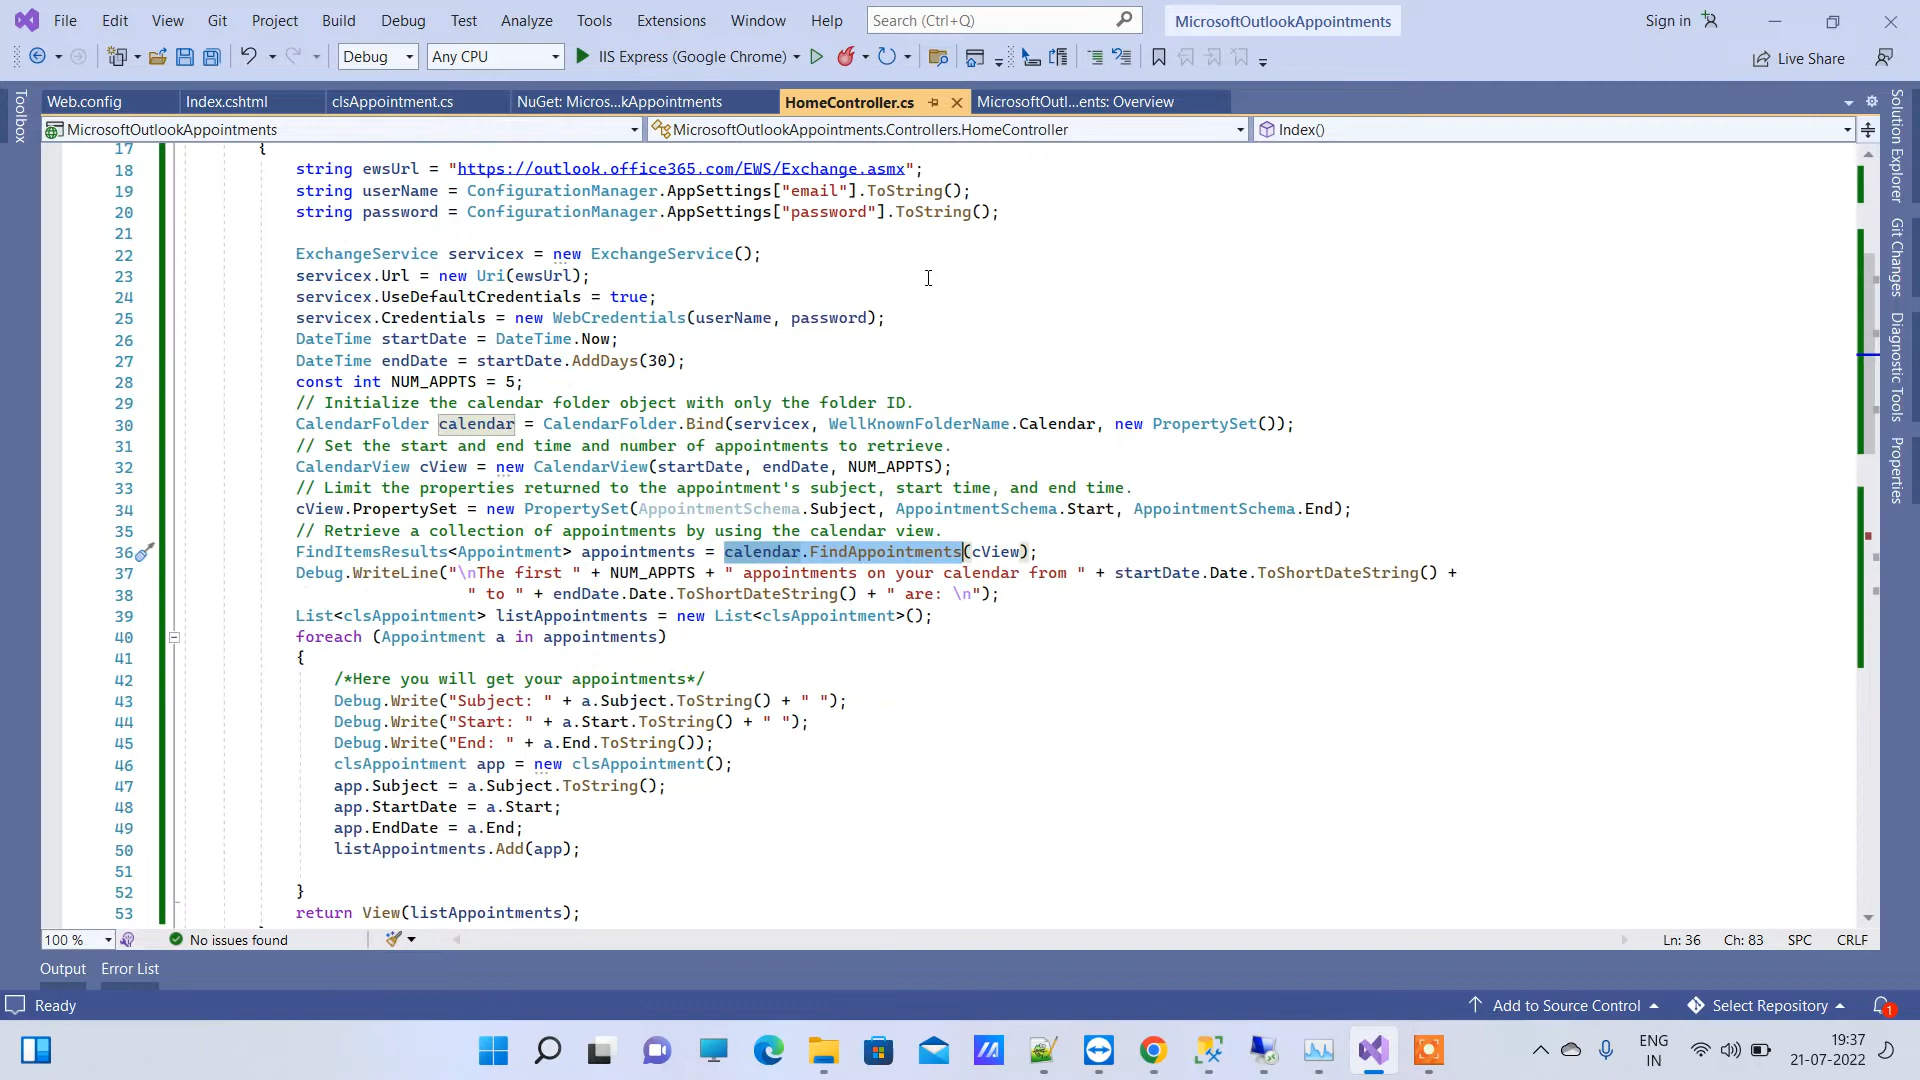 File Edit View Git Project Build Debug Test Analyze Tools Extensions Window Help Search (Ctrl+Q) MicrosoftOutlookAppointments Sign in
Debug Any CPU IIS Express (Google Chrome) Live Share
Web.config Index.cshtml clsAppointment.cs NuGet: Micros...kAppointments HomeController.cs MicrosoftOutl...ents: Overview
MicrosoftOutlookAppointments MicrosoftOutlookAppointments.Controllers.HomeController Index()
Toolbox
Solution Explorer
Git Changes
Diagnostic Tools
Properties
17 {
18 string ewsUrl = "https://outlook.office365.com/EWS/Exchange.asmx";
19 string userName = ConfigurationManager.AppSettings["email"].ToString();
20 string password = ConfigurationManager.AppSettings["password"].ToString();
21
22 ExchangeService servicex = new ExchangeService();
23 servicex.Url = new Uri(ewsUrl);
24 servicex.UseDefaultCredentials = true;
25 servicex.Credentials = new WebCredentials(userName, password);
26 DateTime startDate = DateTime.Now;
27 DateTime endDate = startDate.AddDays(30);
28 const int NUM_APPTS = 5;
29 // Initialize the calendar folder object with only the folder ID.
30 CalendarFolder calendar = CalendarFolder.Bind(servicex, WellKnownFolderName.Calendar, new PropertySet());
31 // Set the start and end time and number of appointments to retrieve.
32 CalendarView cView = new CalendarView(startDate, endDate, NUM_APPTS);
33 // Limit the properties returned to the appointment's subject, start time, and end time.
34 cView.PropertySet = new PropertySet(AppointmentSchema.Subject, AppointmentSchema.Start, AppointmentSchema.End);
35 // Retrieve a collection of appointments by using the calendar view.
36 FindItemsResults<Appointment> appointments = calendar.FindAppointments(cView);
37 Debug.WriteLine("\nThe first " + NUM_APPTS + " appointments on your calendar from " + startDate.Date.ToShortDateString() +
38 " to " + endDate.Date.ToShortDateString() + " are: \n");
39 List<clsAppointment> listAppointments = new List<clsAppointment>();
40 foreach (Appointment a in appointments)
41 {
42 /*Here you will get your appointments*/
43 Debug.Write("Subject: " + a.Subject.ToString() + " ");
44 Debug.Write("Start: " + a.Start.ToString() + " ");
45 Debug.Write("End: " + a.End.ToString());
46 clsAppointment app = new clsAppointment();
47 app.Subject = a.Subject.ToString();
48 app.StartDate = a.Start;
49 app.EndDate = a.End;
50 listAppointments.Add(app);
51
52 }
53 return View(listAppointments);
100 % No issues found Ln: 36 Ch: 83 SPC CRLF
Output Error List
Ready Add to Source Control Select Repository 1
ENG
IN
19:37
21-07-2022